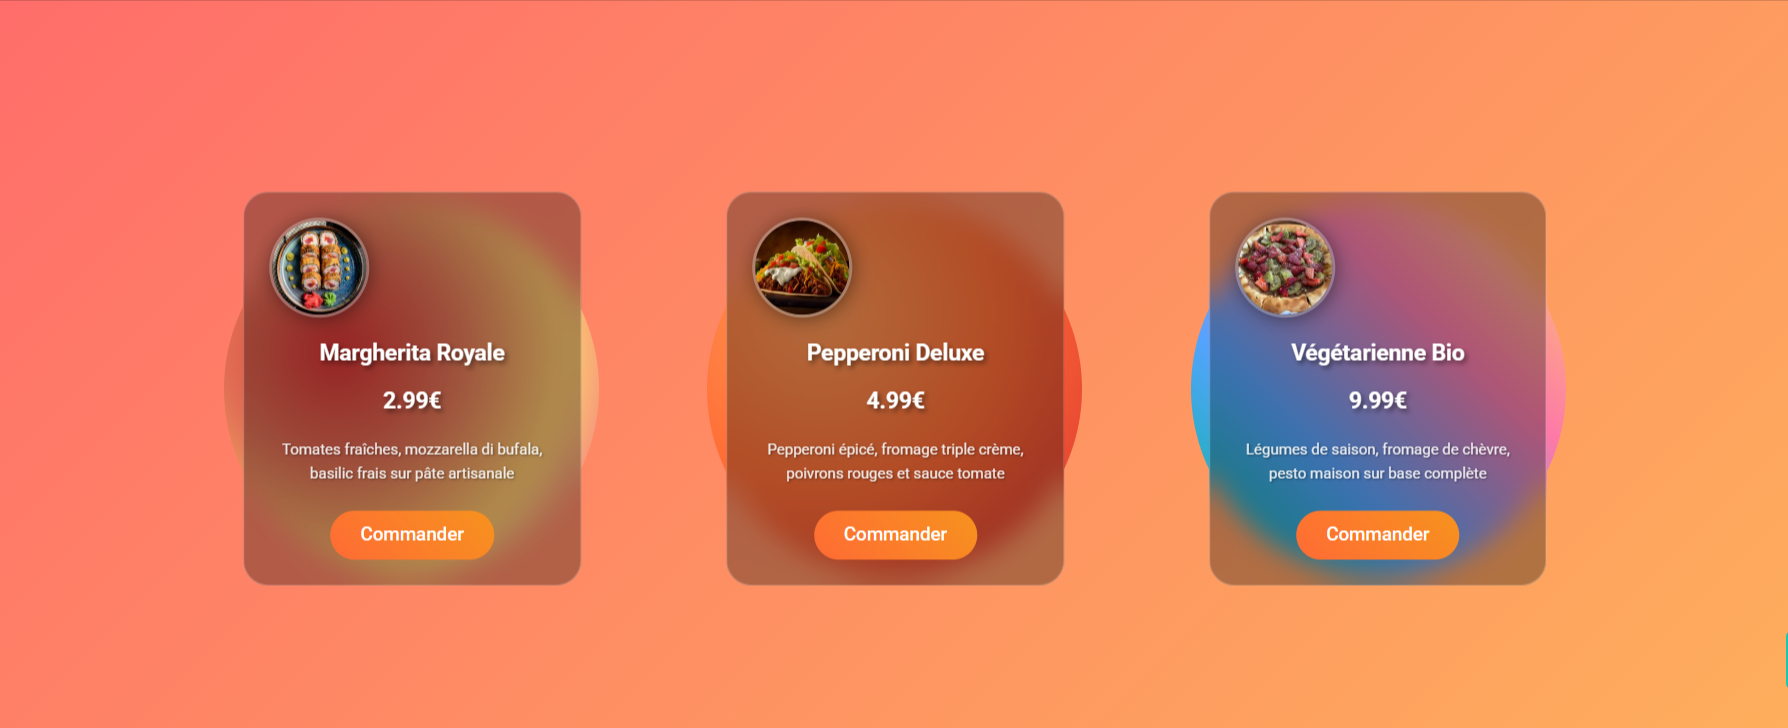 Margherita Royale
2.99€
Tomates fraîches, mozzarella di bufala,
basilic frais sur pâte artisanale
Commander
Pepperoni Deluxe
4.99€
Pepperoni épicé, fromage triple crème,
poivrons rouges et sauce tomate
Commander
Végétarienne Bio
9.99€
Légumes de saison, fromage de chèvre,
pesto maison sur base complète
Commander